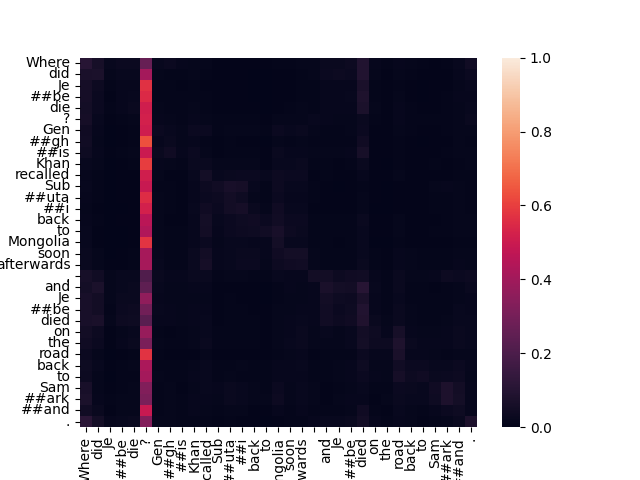 Where
did
Je
##be
die
?
Gen
##gh
##is
Khan
recalled
Sub
##uta
##i
back
to
Mongolia
soon
afterwards
and
Je
##be
died
on
the
road
back
to
Sam
##ark
##and
.
Where
did
Je
##be
die
?
Gen
##gh
##is
Khan
called
Sub
##uta
##i
back
to
ngolia
soon
wards
and
Je
##be
died
on
the
road
back
to
Sam
##ark
##and
.
1.0
0.8
0.6
0.4
0.2
0.0